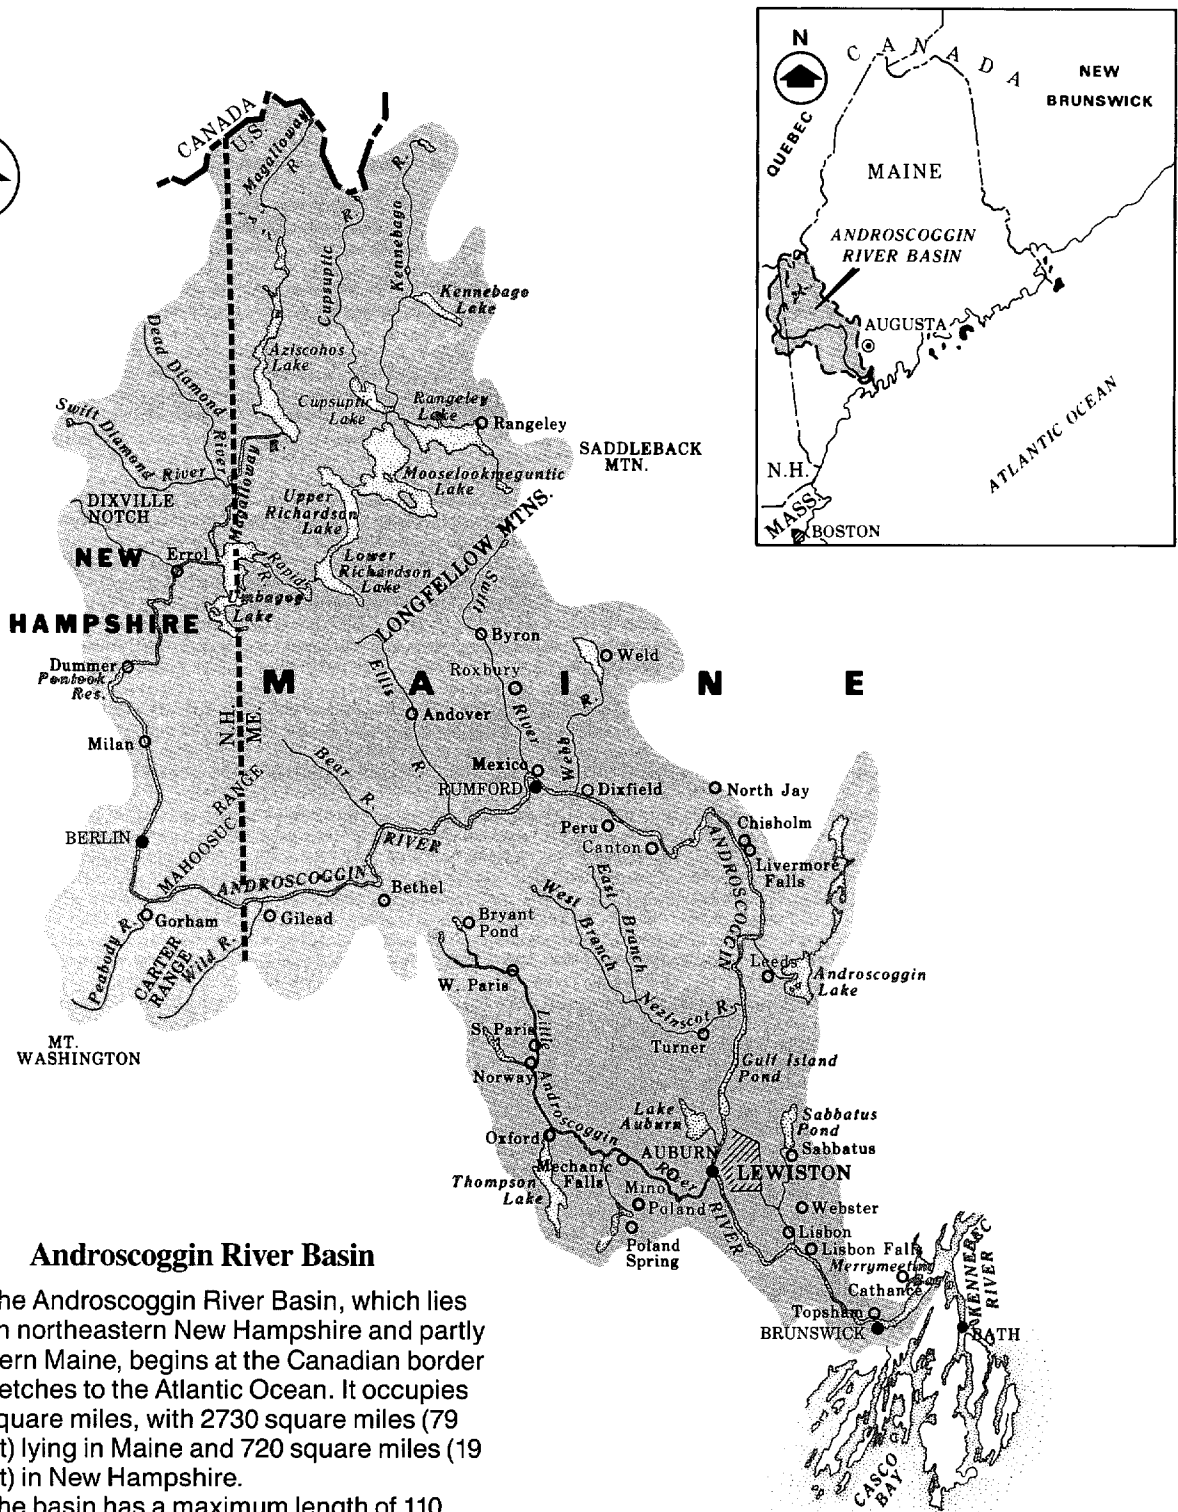 N
CANADA
NEW
BRUNSWICK
QUEBEC
MAINE
ANDROSCOGGIN
RIVER BASIN
AUGUSTA
ATLANTIC OCEAN
N.H.
MASS.
BOSTON
CANADA
U.S.
Magalloway
R.
R.
Cupsuptic
R.
Kennebago
Kennebago
Lake
Dead Diamond
River
Aziscohos
Lake
Cupsuptic
Lake
Rangeley
Lake
Rangeley
SADDLEBACK
MTN.
Swift Diamond River
Mooselookmeguntic
Lake
DIXVILLE
NOTCH
Magalloway
Upper
Richardson
Lake
LONGFELLOW MTNS.
NEW
HAMPSHIRE
Errol
Rapid
R.
Umbagog
Lake
Lower
Richardson
Lake
Swift
River
Byron
Weld
Dummer
Pontook
Res.
Roxbury
MAINE
Ellis
R.
Andover
Webb
R.
Milan
N.H.
ME.
Bear
R.
Mexico
RUMFORD
Dixfield
North Jay
BERLIN
MAHOOSUC RANGE
RIVER
Peru
Canton
Chisholm
Livermore
Falls
ANDROSCOGGIN
ANDROSCOGGIN
Bethel
East
Branch
West
Branch
Peabody R.
Gorham
Gilead
Bryant
Pond
CARTER
RANGE
Wild R.
Leeds
Androscoggin
Lake
W. Paris
Nezinscot R.
Turner
MT.
WASHINGTON
S. Paris
Little
Androscoggin
River
Norway
Gulf Island
Pond
Lake
Auburn
Sabbatus
Pond
Sabbatus
Oxford
AUBURN
LEWISTON
Mechanic
Falls
Thompson
Lake
Minot
Poland
RIVER
Webster
Poland
Spring
Lisbon
Lisbon Falls
Merrymeeting
Bay
Cathance
KENNEBEC
RIVER
Topsham
BRUNSWICK
BATH
CASCO
BAY
Androscoggin River Basin
he Androscoggin River Basin, which lies
n northeastern New Hampshire and partly
ern Maine, begins at the Canadian border
etches to the Atlantic Ocean. It occupies
quare miles, with 2730 square miles (79
t) lying in Maine and 720 square miles (19
t) in New Hampshire.
he basin has a maximum length of 110